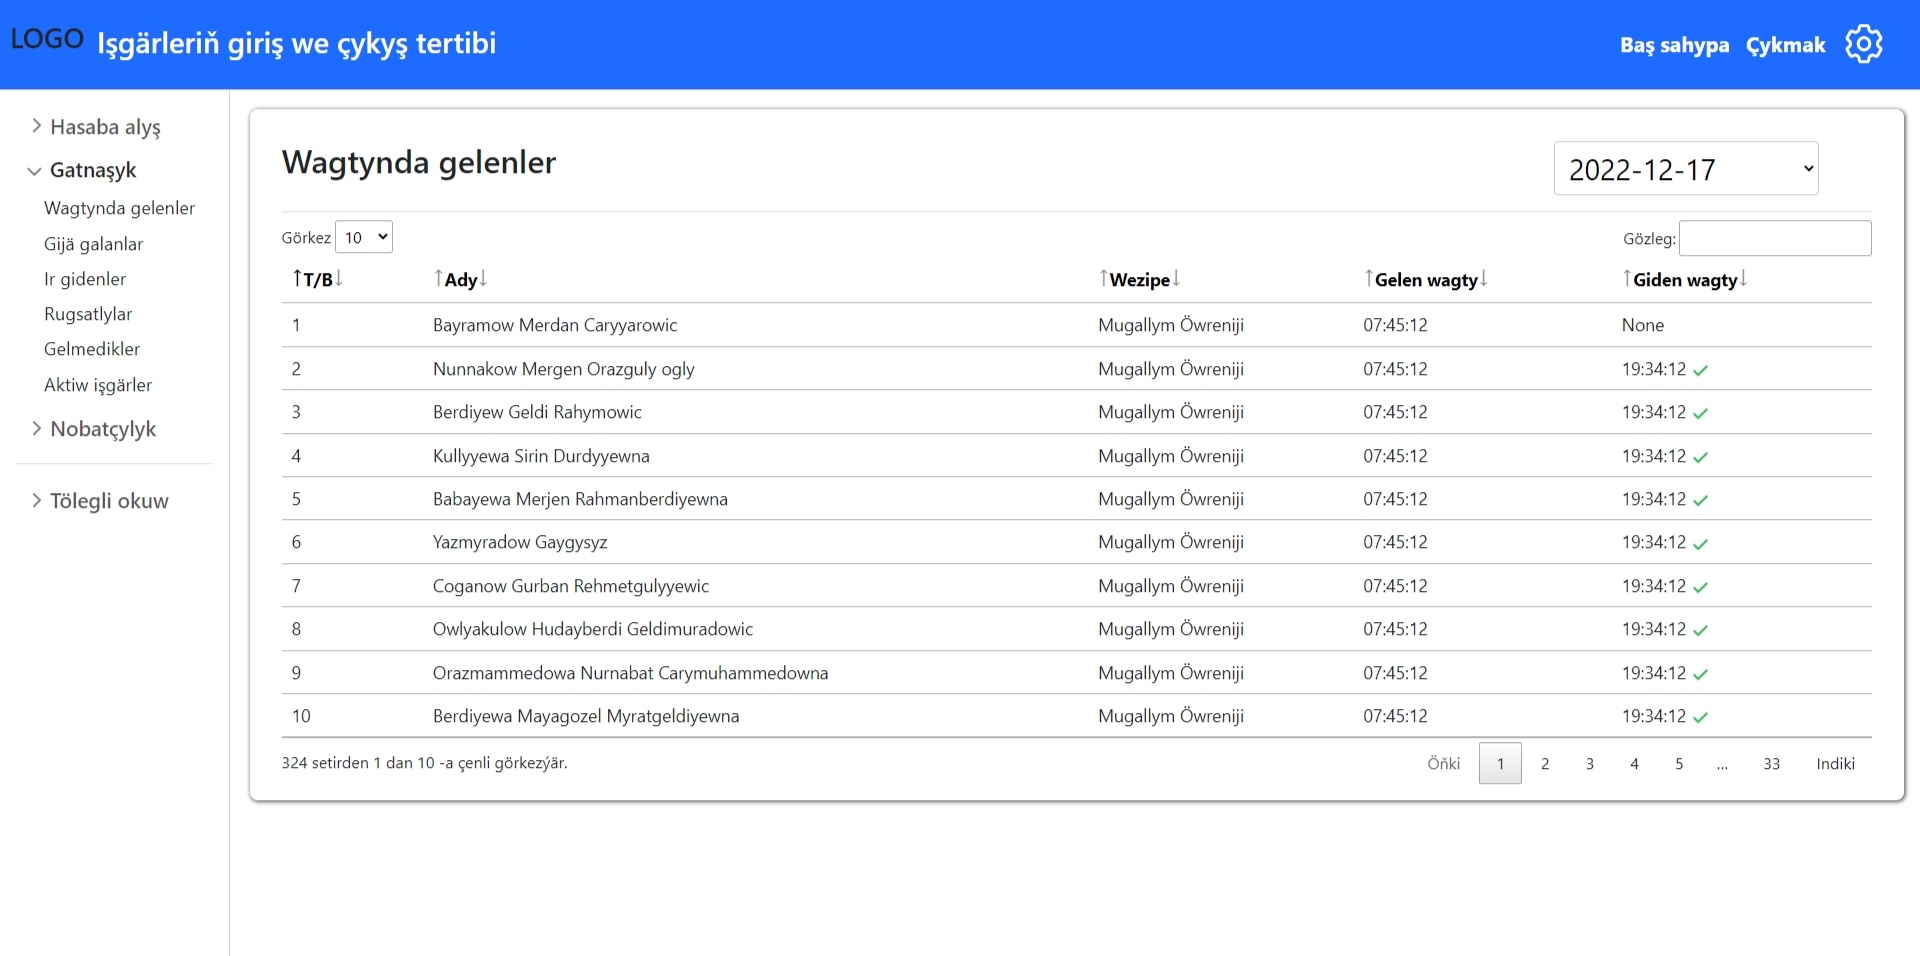 LOGO Işgärleriň giriş we çykyş tertibi
Baş sahypa Çykmak
Hasaba alyş
Gatnaşyk
Wagtynda gelenler
Gijä galanlar
Ir gidenler
Rugsatlylar
Gelmedikler
Aktiw işgärler
Nobatçylyk
Tölegli okuw
Wagtynda gelenler
2022-12-17
Görkez 10
Gözleg:
↑T/B↓ ↑Ady↓ ↑Wezipe↓ ↑Gelen wagty↓ ↑Giden wagty↓
1 Bayramow Merdan Caryyarowic Mugallym Öwreniji 07:45:12 None
2 Nunnakow Mergen Orazguly ogly Mugallym Öwreniji 07:45:12 19:34:12 ✓
3 Berdiyew Geldi Rahymowic Mugallym Öwreniji 07:45:12 19:34:12 ✓
4 Kullyyewa Sirin Durdyyewna Mugallym Öwreniji 07:45:12 19:34:12 ✓
5 Babayewa Merjen Rahmanberdiyewna Mugallym Öwreniji 07:45:12 19:34:12 ✓
6 Yazmyradow Gaygysyz Mugallym Öwreniji 07:45:12 19:34:12 ✓
7 Coganow Gurban Rehmetgulyyewic Mugallym Öwreniji 07:45:12 19:34:12 ✓
8 Owlyakulow Hudayberdi Geldimuradowic Mugallym Öwreniji 07:45:12 19:34:12 ✓
9 Orazmammedowa Nurnabat Carymuhammedowna Mugallym Öwreniji 07:45:12 19:34:12 ✓
10 Berdiyewa Mayagozel Myratgeldiyewna Mugallym Öwreniji 07:45:12 19:34:12 ✓
324 setirden 1 dan 10 -a çenli görkezýär.
Öňki 1 2 3 4 5 ... 33 Indiki